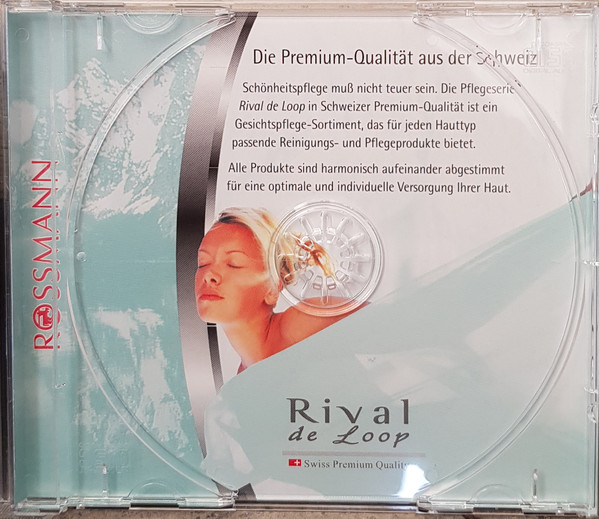 Die Premium-Qualität aus der Schweiz
Schönheitspflege muß nicht teuer sein. Die Pflegeserie
Rival de Loop in Schweizer Premium-Qualität ist ein
Gesichtspflege-Sortiment, das für jeden Hauttyp
passende Reinigungs- und Pflegeprodukte bietet.
Alle Produkte sind harmonisch aufeinander abgestimmt
für eine optimale und individuelle Versorgung Ihrer Haut.
ROSSMANN
Rival
de Loop
Swiss Premium Quality